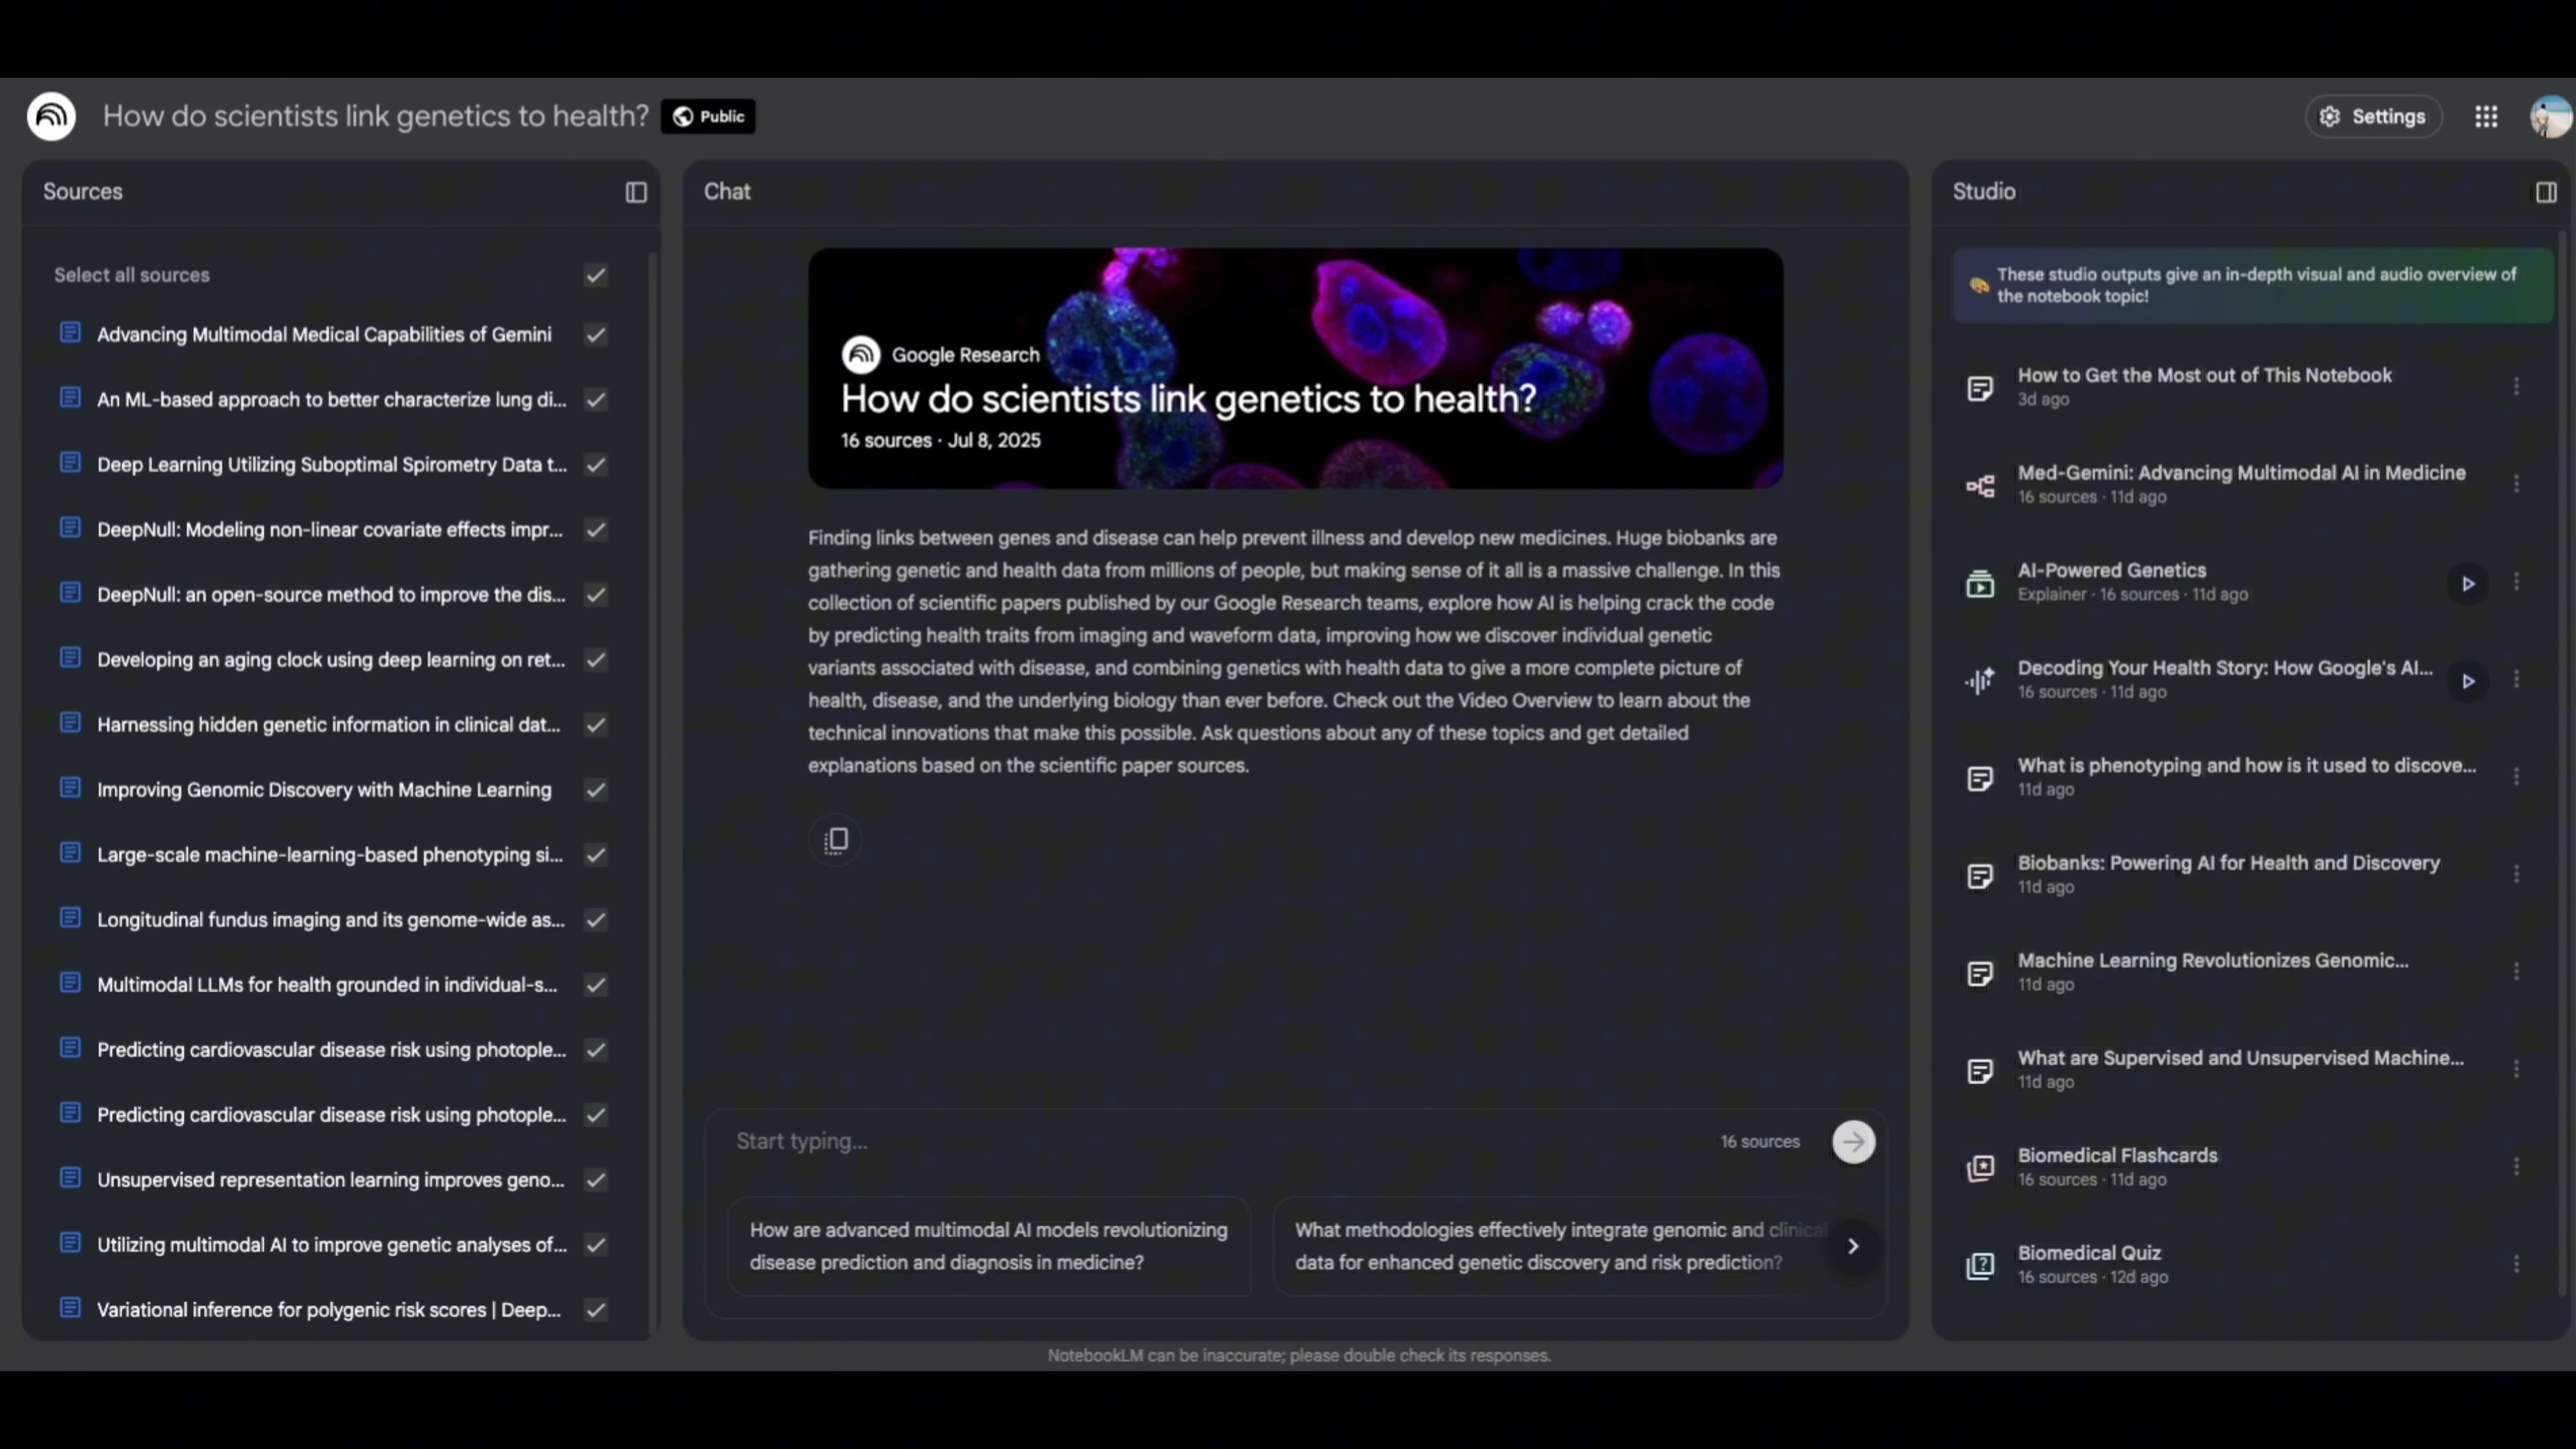 How do scientists link genetics to health?
Public
Settings
Sources
Select all sources
Advancing Multimodal Medical Capabilities of Gemini
An ML-based approach to better characterize lung di...
Deep Learning Utilizing Suboptimal Spirometry Data t...
DeepNull: Modeling non-linear covariate effects impr...
DeepNull: an open-source method to improve the dis...
Developing an aging clock using deep learning on ret...
Harnessing hidden genetic information in clinical dat...
Improving Genomic Discovery with Machine Learning
Large-scale machine-learning-based phenotyping si...
Longitudinal fundus imaging and its genome-wide as...
Multimodal LLMs for health grounded in individual-s...
Predicting cardiovascular disease risk using photople...
Predicting cardiovascular disease risk using photople...
Unsupervised representation learning improves geno...
Utilizing multimodal AI to improve genetic analyses of...
Variational inference for polygenic risk scores | Deep...
Chat
Google Research
How do scientists link genetics to health?
16 sources · Jul 8, 2025
Finding links between genes and disease can help prevent illness and develop new medicines. Huge biobanks are
gathering genetic and health data from millions of people, but making sense of it all is a massive challenge. In this
collection of scientific papers published by our Google Research teams, explore how AI is helping crack the code
by predicting health traits from imaging and waveform data, improving how we discover individual genetic
variants associated with disease, and combining genetics with health data to give a more complete picture of
health, disease, and the underlying biology than ever before. Check out the Video Overview to learn about the
technical innovations that make this possible. Ask questions about any of these topics and get detailed
explanations based on the scientific paper sources.
Start typing...
16 sources
How are advanced multimodal AI models revolutionizing
disease prediction and diagnosis in medicine?
What methodologies effectively integrate genomic and clinical
data for enhanced genetic discovery and risk prediction?
Studio
These studio outputs give an in-depth visual and audio overview of
the notebook topic!
How to Get the Most out of This Notebook
3d ago
Med-Gemini: Advancing Multimodal AI in Medicine
16 sources · 11d ago
AI-Powered Genetics
Explainer · 16 sources · 11d ago
Decoding Your Health Story: How Google's AI...
16 sources · 11d ago
What is phenotyping and how is it used to discove...
11d ago
Biobanks: Powering AI for Health and Discovery
11d ago
Machine Learning Revolutionizes Genomic...
11d ago
What are Supervised and Unsupervised Machine...
11d ago
Biomedical Flashcards
16 sources · 11d ago
Biomedical Quiz
16 sources · 12d ago
NotebookLM can be inaccurate; please double check its responses.